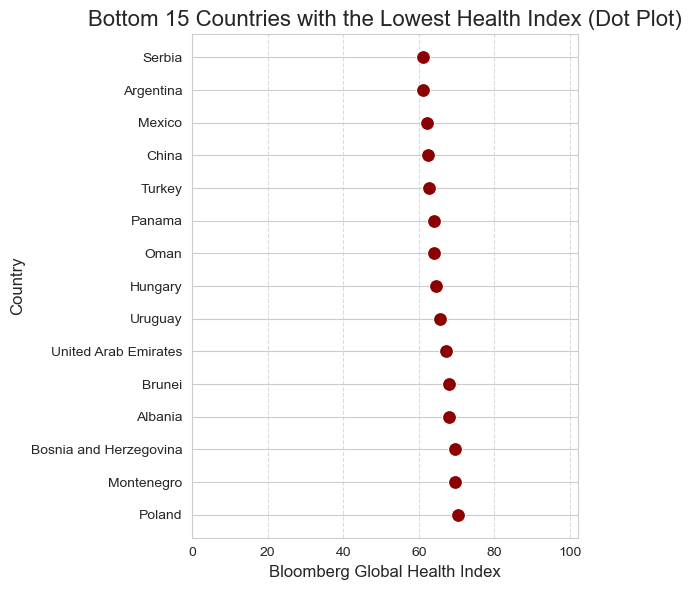 Bottom 15 Countries with the Lowest Health Index (Dot Plot)
Country
Serbia
Argentina
Mexico
China
Turkey
Panama
Oman
Hungary
Uruguay
United Arab Emirates
Brunei
Albania
Bosnia and Herzegovina
Montenegro
Poland
0 20 40 60 80 100
Bloomberg Global Health Index